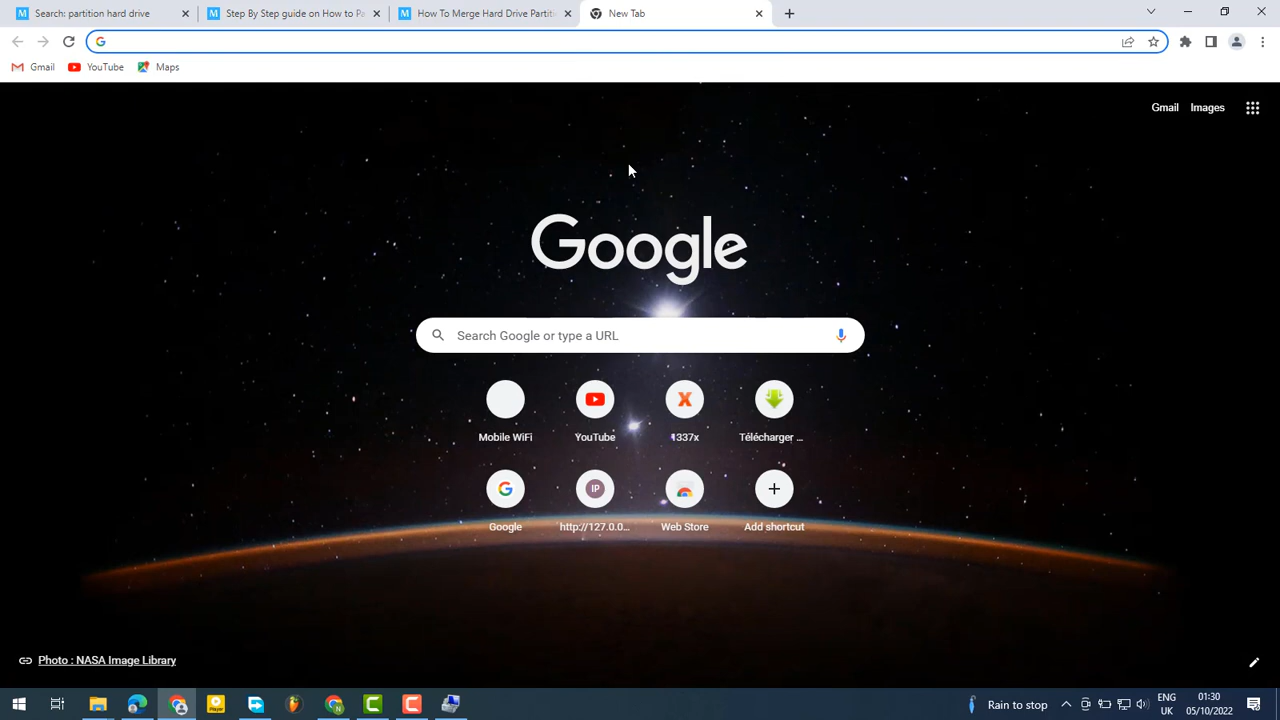 Search: partition hard drive
Step By Step guide on How to Pa
How To Merge Hard Drive Partiti
New Tab
Gmail
YouTube
Maps
Gmail
Images
Google
Search Google or type a URL
Mobile WiFi
YouTube
1337x
Télécharger ...
Google
http://127.0.0...
Web Store
Add shortcut
Photo : NASA Image Library
Rain to stop
ENG
UK
01:30
05/10/2022